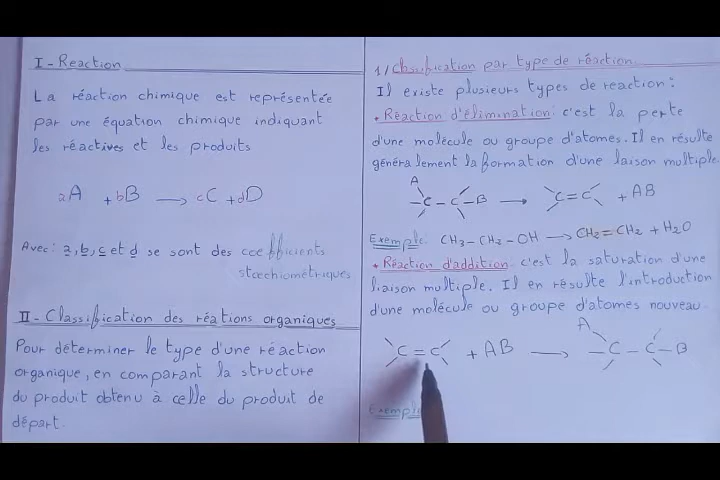 I - Reaction
La réaction chimique est représentée
par une équation chimique indiquant
les réactives et les produits
aA + bB → cC + dD
Avec: a, b, c et d se sont des coefficients
stœchiométriques
II - Classification des réations organiques
Pour déterminer le type d'une réaction
organique, en comparant la structure
du produit obtenu à celle du produit de
départ.
1/ Classification par type de réaction
Il existe plusieurs types de reaction:
• Réaction d'élimination: c'est la perte
d'une molécule ou groupe d'atomes. Il en résulte
généralement la formation d'une laison multiple.
A
- C - C - B → C = C + AB
Exemple: CH3 - CH2 - OH → CH2 = CH2 + H2O
• Réaction d'addition: c'est la saturation d'une
liaison multiple. Il en résulte l'introduction
d'une molécule ou groupe d'atomes nouveau.
A
C = C + AB → - C - C - B
Exemple